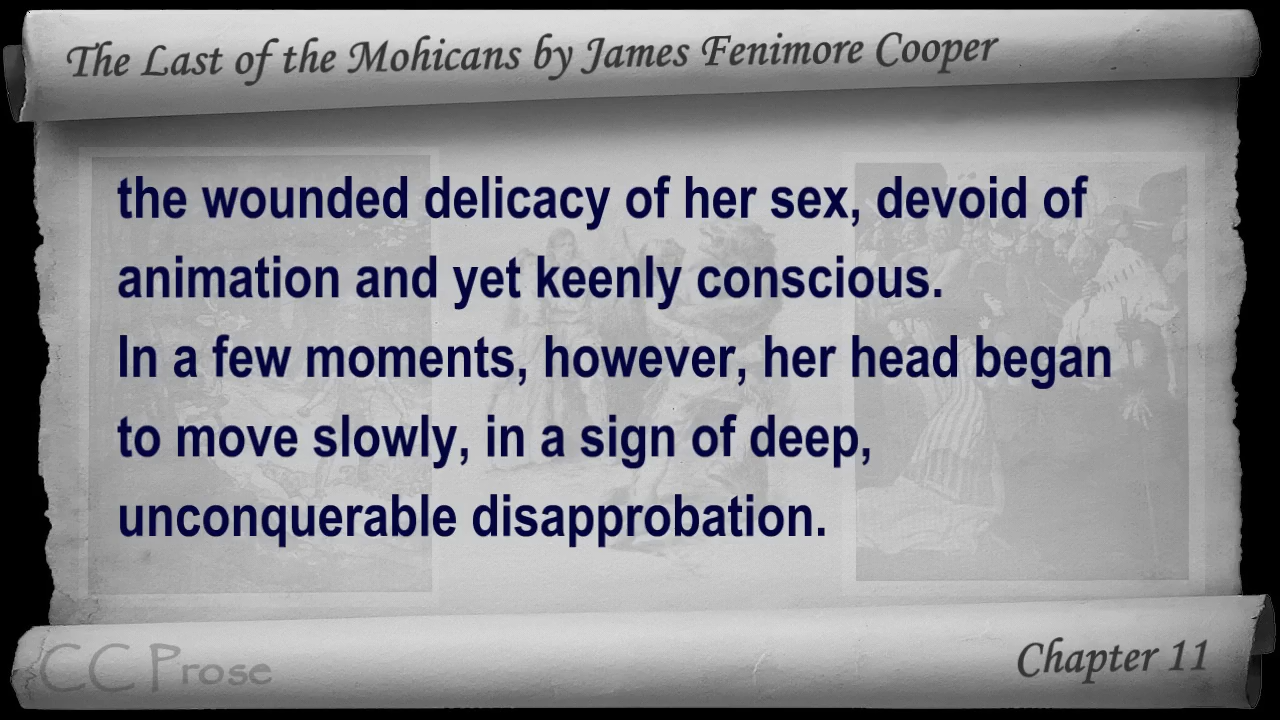 The Last of the Mohicans by James Fenimore Cooper
the wounded delicacy of her sex, devoid of
animation and yet keenly conscious.
In a few moments, however, her head began
to move slowly, in a sign of deep,
unconquerable disapprobation.
CC Prose
Chapter 11